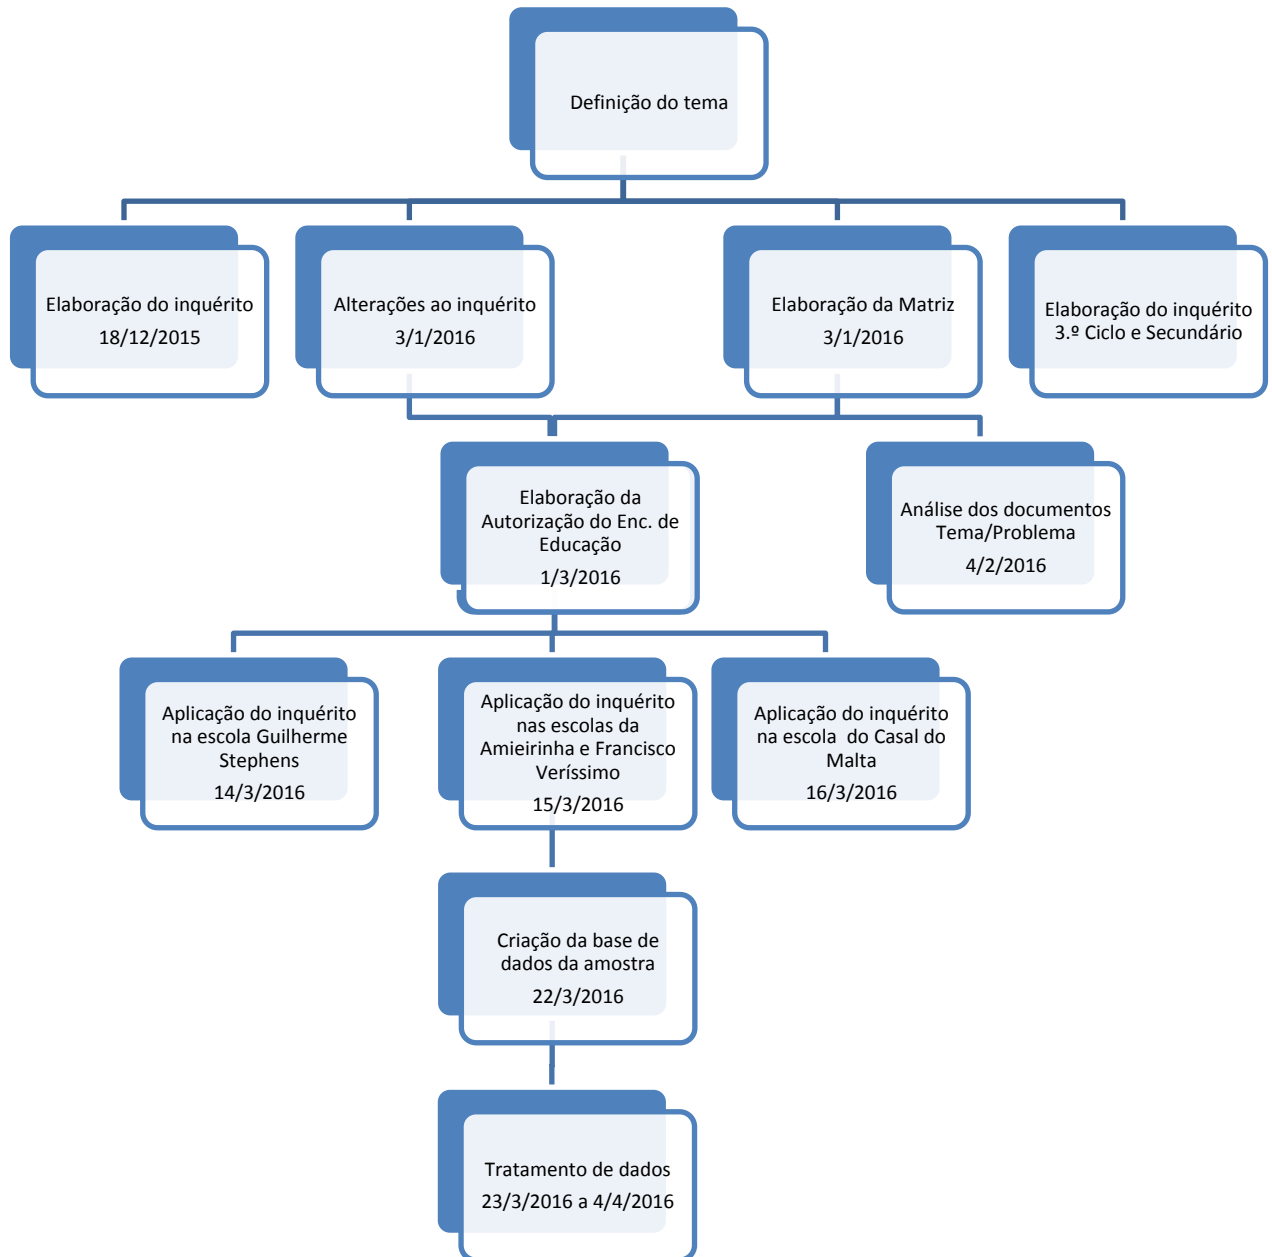 Definição do tema
Elaboração do inquérito
18/12/2015
Alterações ao inquérito
3/1/2016
Elaboração da Matriz
3/1/2016
Elaboração do inquérito
3.º Ciclo e Secundário
Elaboração da
Autorização do Enc. de
Educação
1/3/2016
Análise dos documentos
Tema/Problema
4/2/2016
Aplicação do inquérito
na escola Guilherme
Stephens
14/3/2016
Aplicação do inquérito
nas escolas da
Amieirinha e Francisco
Veríssimo
15/3/2016
Aplicação do inquérito
na escola do Casal do
Malta
16/3/2016
Criação da base de
dados da amostra
22/3/2016
Tratamento de dados
23/3/2016 a 4/4/2016